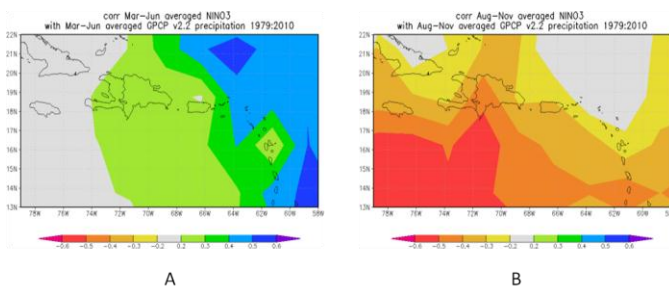 corr Mar-Jun averaged NINO3
with Mar-Jun averaged GPCP v2.2 precipitation 1979:2010
22N
21N
20N
19N
18N
17N
16N
15N
14N
13N
78W 76W 74W 72W 70W 68W 66W 64W 62W 60W 58W
-0.6 -0.5 -0.4 -0.3 -0.2 0.2 0.3 0.4 0.5 0.6
A
corr Aug-Nov averaged NINO3
with Aug-Nov averaged GPCP v2.2 precipitation 1979:2010
22N
21N
20N
19N
18N
17N
16N
15N
14N
13N
78W 76W 74W 72W 70W 68W 66W 64W 62W 60W 58W
-0.6 -0.5 -0.4 -0.3 -0.2 0.2 0.3 0.4 0.5 0.6
B